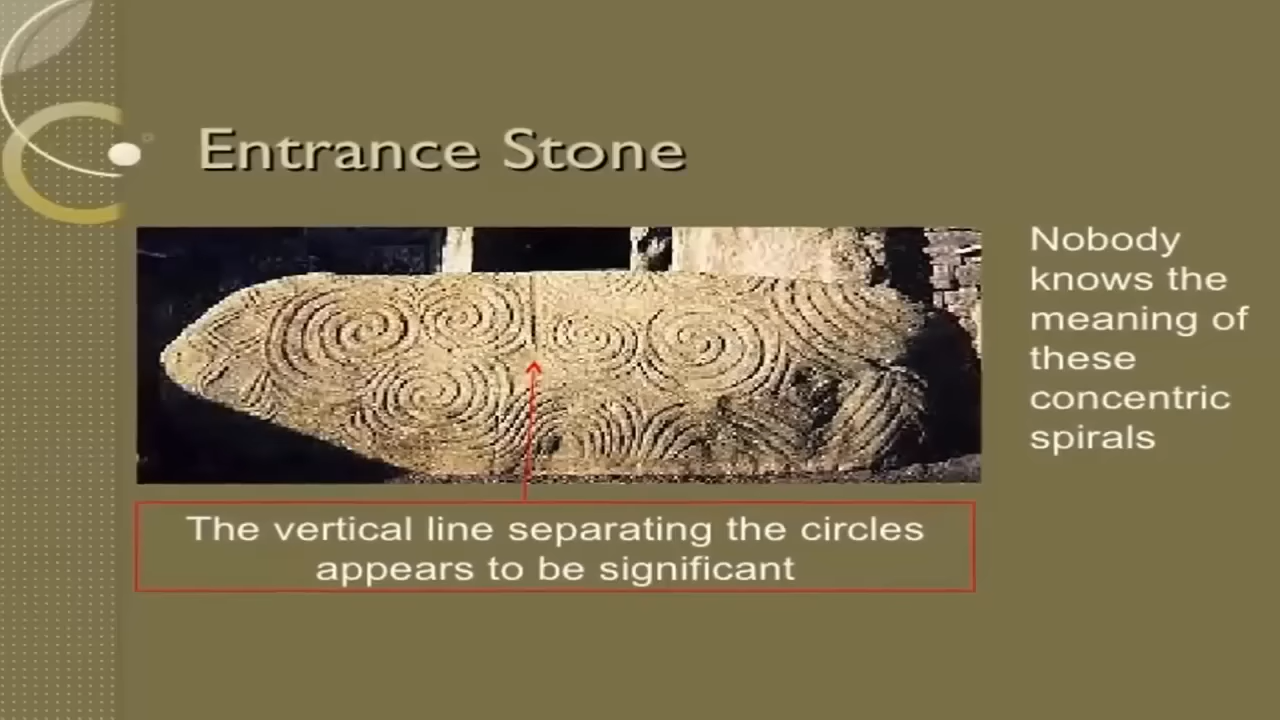 Entrance Stone
Nobody
knows the
meaning of
these
concentric
spirals
The vertical line separating the circles
appears to be significant